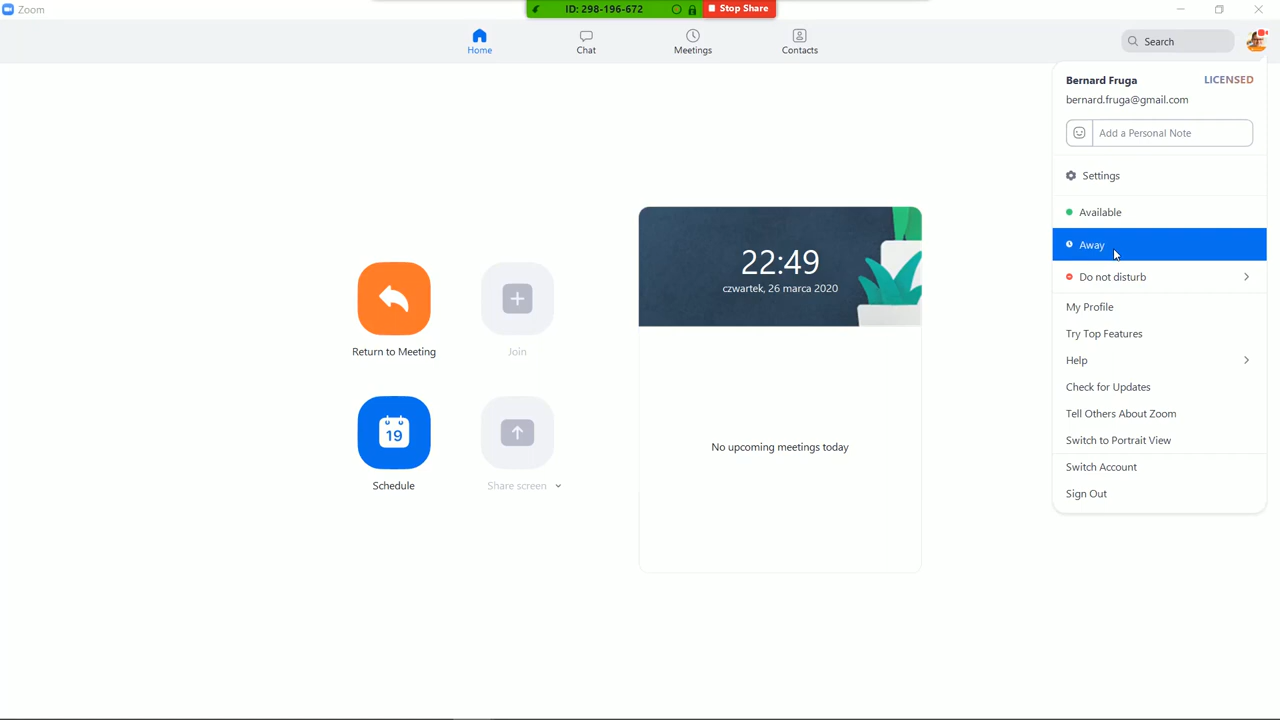 Zoom
ID: 298-196-672
Stop Share
Home
Chat
Meetings
Contacts
Search
Bernard Fruga
LICENSED
bernard.fruga@gmail.com
Add a Personal Note
Settings
Available
Away
Do not disturb
My Profile
Try Top Features
Help
Check for Updates
Tell Others About Zoom
Switch to Portrait View
Switch Account
Sign Out
22:49
czwartek, 26 marca 2020
No upcoming meetings today
Return to Meeting
Join
19
Schedule
Share screen